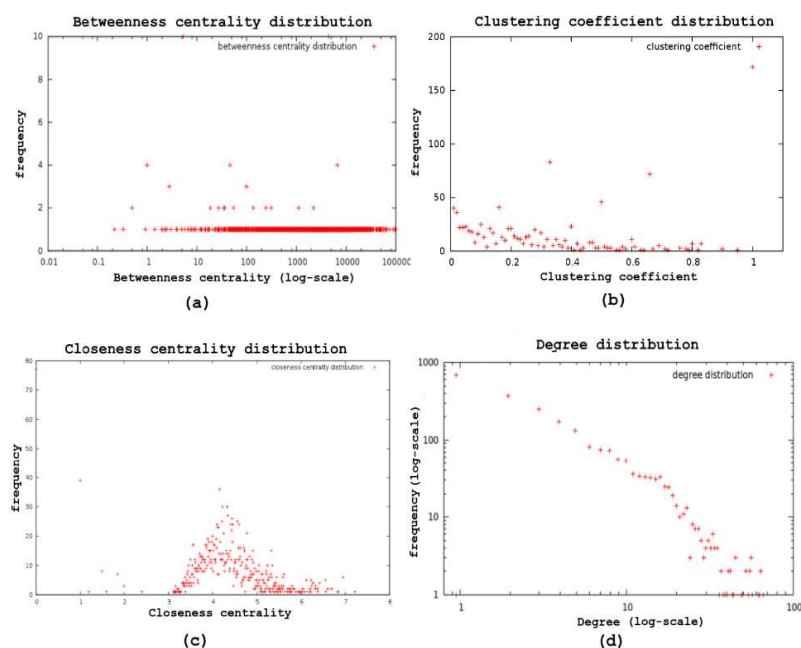 Betweenness centrality distribution
betweenness centrality distribution
frequency
10
8
6
4
2
0
0.01 0.1 1 10 100 1000 10000 100000
Betweenness centrality (log-scale)
(a)
Clustering coefficient distribution
clustering coefficient
frequency
200
150
100
50
0
0 0.2 0.4 0.6 0.8 1
Clustering coefficient
(b)
Closeness centrality distribution
closeness centrality distribution
frequency
80
70
60
50
40
30
20
10
0
0 1 2 3 4 5 6 7 8
Closeness centrality
(c)
Degree distribution
degree distribution
frequency(log-scale)
1000
100
10
1
1 10 100
Degree (log-scale)
(d)